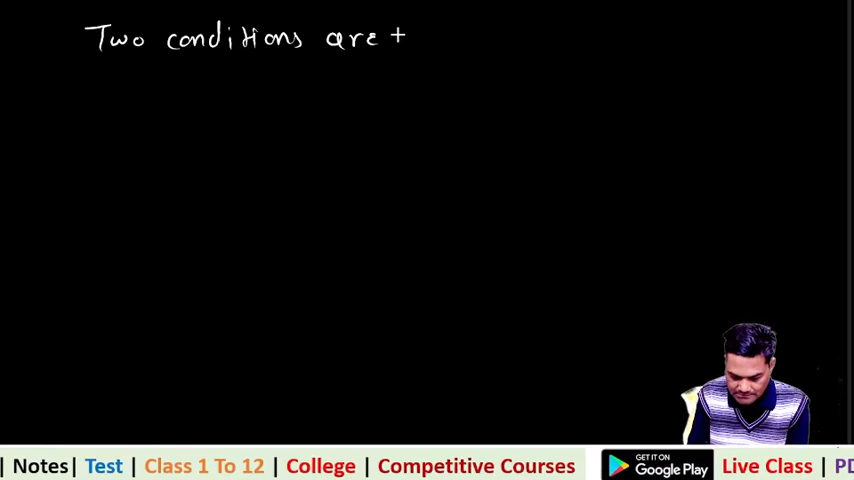 Two conditions are t
| Notes| Test | Class 1 To 12 | College | Competitive Courses GET IT ON Google Play Live Class | PD